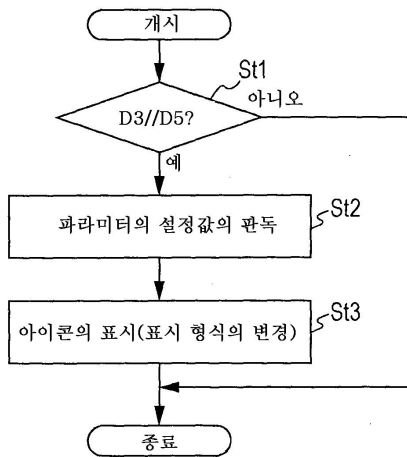 개시
St1
D3//D5?
아니오
예
St2
파라미터의 설정값의 판독
St3
아이콘의 표시(표시 형식의 변경)
종료